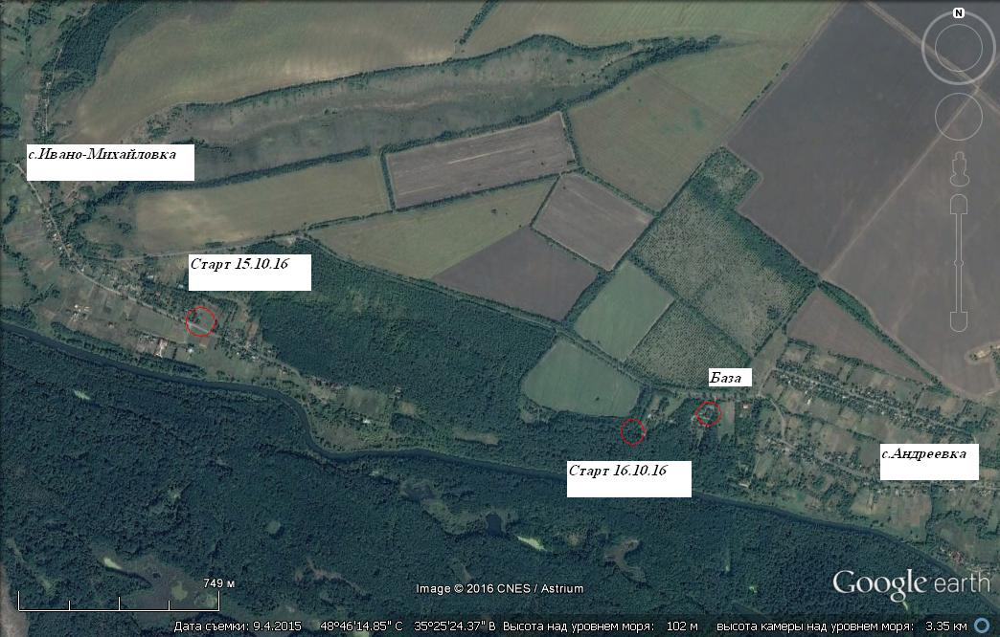 N
с.Ивано-Михайловка
Старт 15.10.16
База
с.Андреевка
Старт 16.10.16
749 м
Image © 2016 CNES / Astrium
Google earth
Дата съемки: 9.4.2015 48°46'14.85" С 35°25'24.37" В Высота над уровнем моря: 102 м высота камеры над уровнем моря: 3.35 км